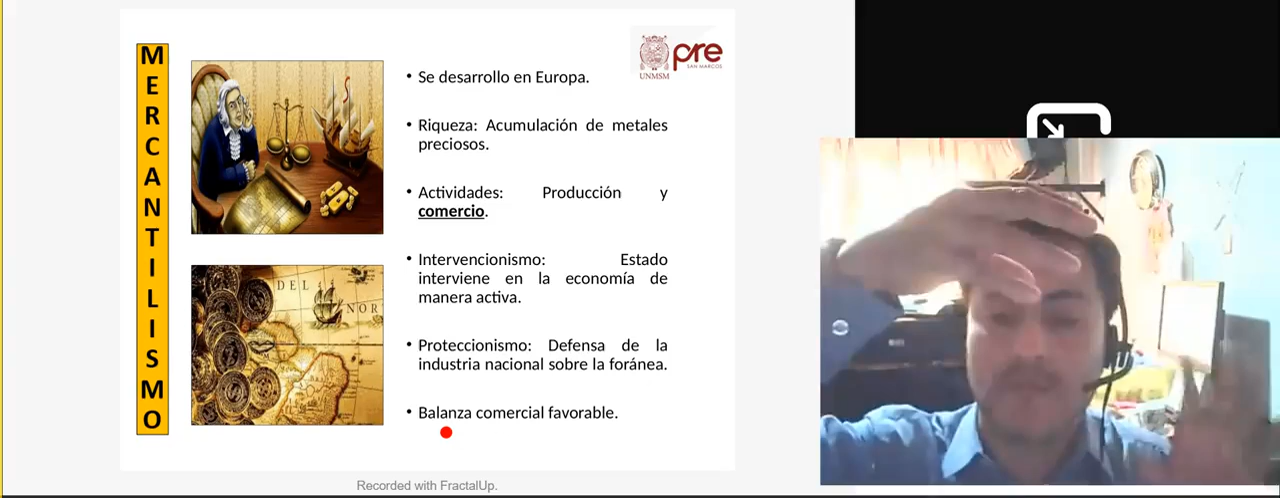 MERCANTILISMO
UNMSM
pre
SAN MARCOS
• Se desarrollo en Europa.
• Riqueza: Acumulación de metales
preciosos.
• Actividades: Producción y
comercio.
• Intervencionismo: Estado
interviene en la economía de
manera activa.
• Proteccionismo: Defensa de la
industria nacional sobre la foránea.
• Balanza comercial favorable.
DEL
NOR
Recorded with FractalUp.